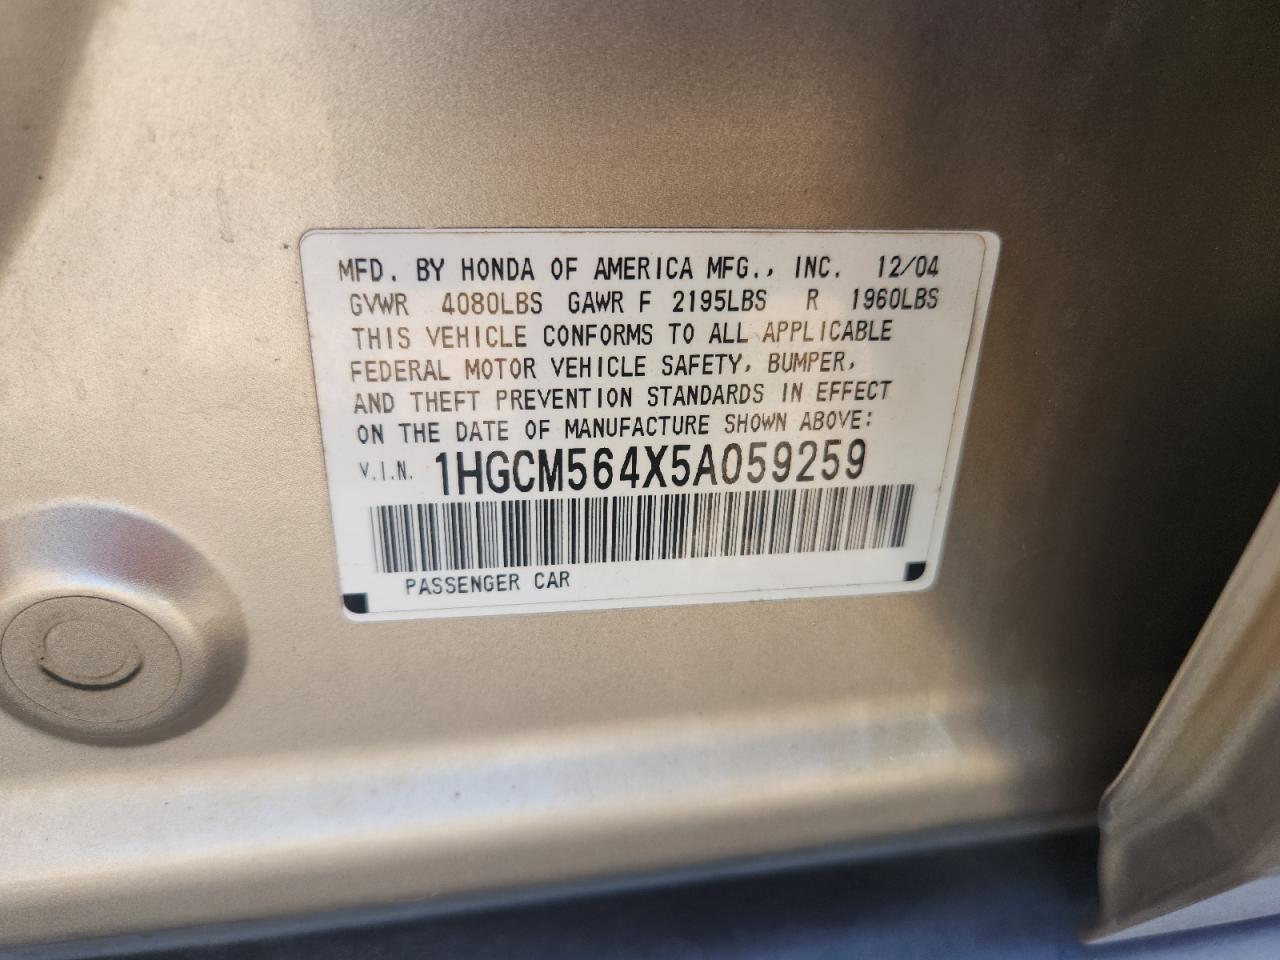 MFD. BY HONDA OF AMERICA MFG., INC. 12/04
GVWR 4080LBS GAWR F 2195LBS R 1960LBS
THIS VEHICLE CONFORMS TO ALL APPLICABLE
FEDERAL MOTOR VEHICLE SAFETY, BUMPER,
AND THEFT PREVENTION STANDARDS IN EFFECT
ON THE DATE OF MANUFACTURE SHOWN ABOVE:
V.I.N. 1HGCM564X5A059259
PASSENGER CAR